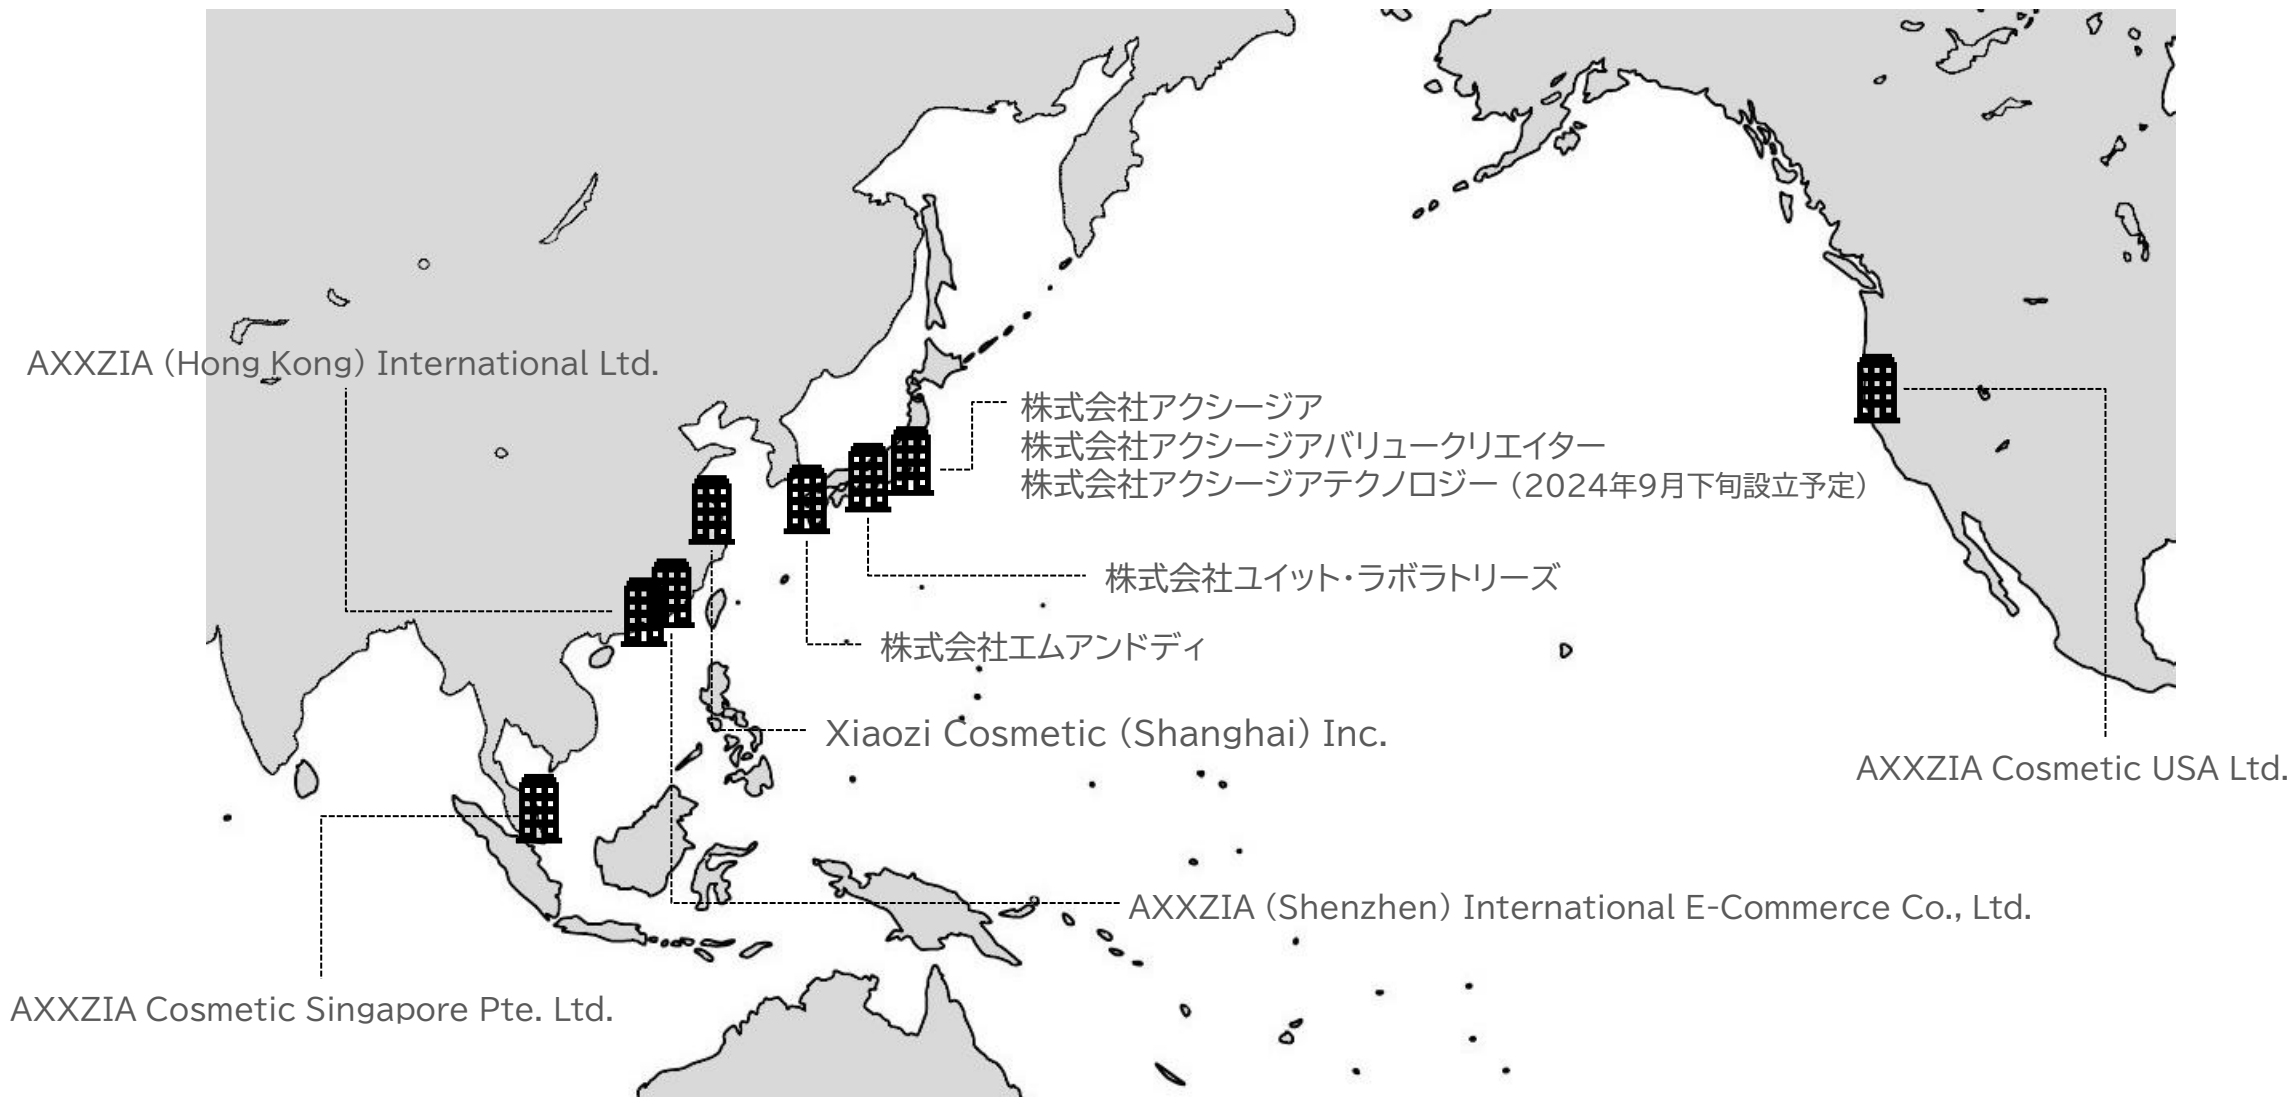 AXXZIA (Hong Kong) International Ltd.
株式会社アクシージア
株式会社アクシージアバリュークリエイター
株式会社アクシージアテクノロジー（2024年9月下旬設立予定）
株式会社ユイット・ラボラトリーズ
株式会社エムアンドディ
Xiaozi Cosmetic (Shanghai) Inc.
AXXZIA Cosmetic USA Ltd.
AXXZIA (Shenzhen) International E-Commerce Co., Ltd.
AXXZIA Cosmetic Singapore Pte. Ltd.